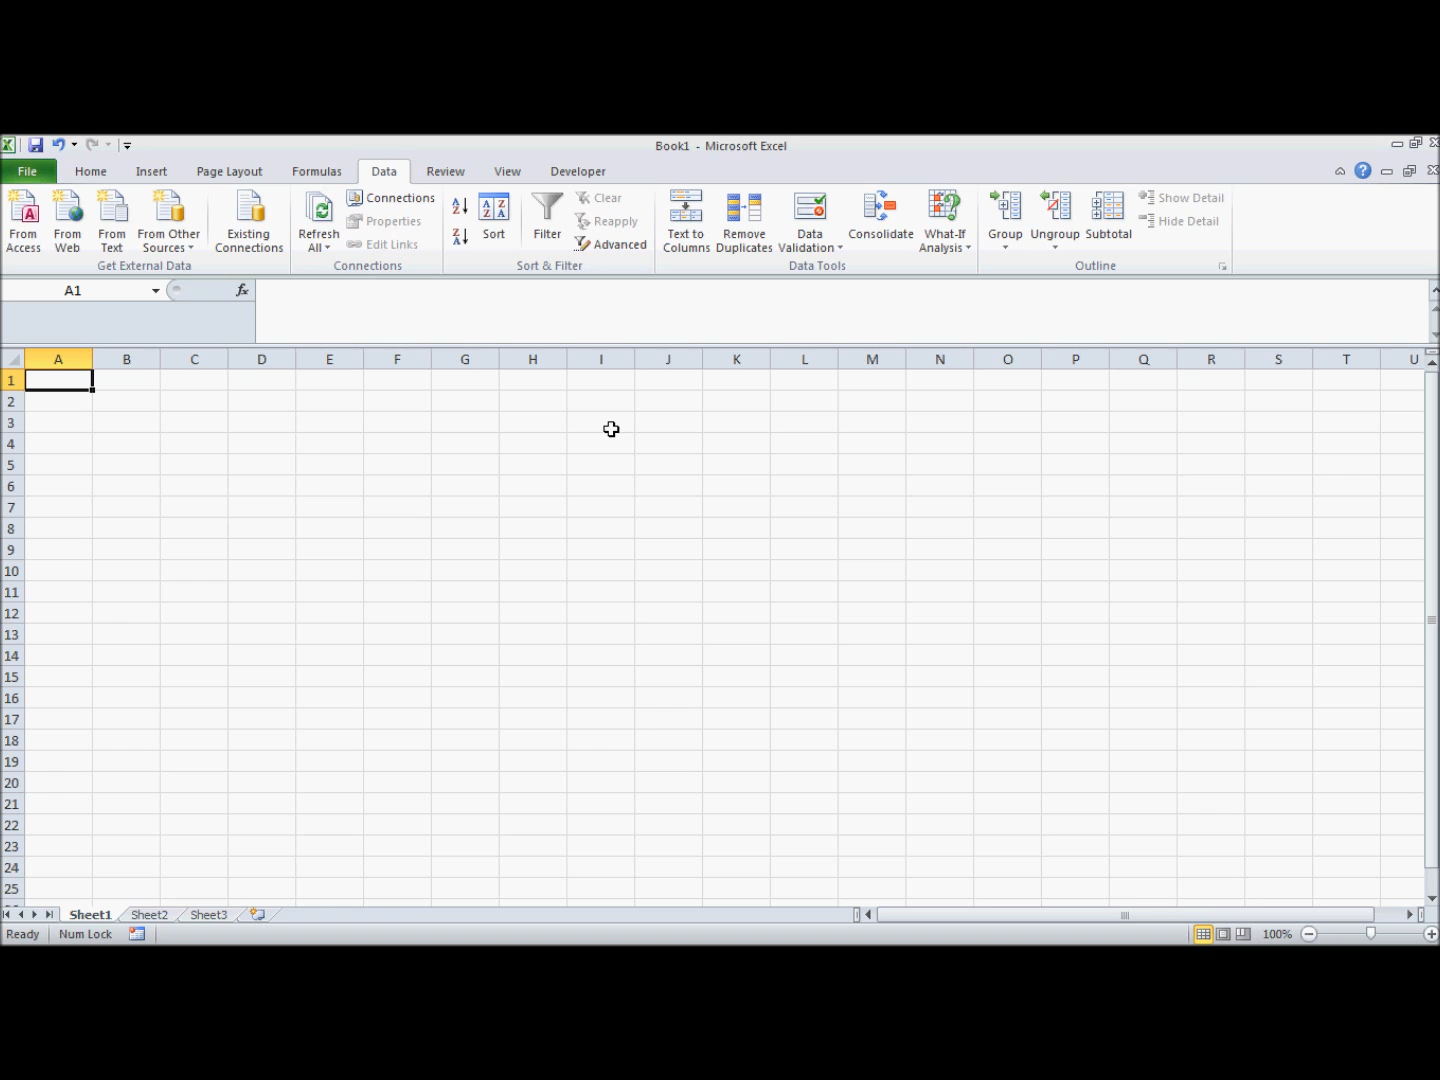 Book1 - Microsoft Excel
File Home Insert Page Layout Formulas Data Review View Developer
From Access
From Web
From Text
From Other Sources
Existing Connections
Get External Data
Refresh All
Connections
Properties
Edit Links
Connections
Sort
Filter
Clear
Reapply
Advanced
Sort & Filter
Text to Columns
Remove Duplicates
Data Validation
Consolidate
What-If Analysis
Data Tools
Group
Ungroup
Subtotal
Show Detail
Hide Detail
Outline
A1 fx
A B C D E F G H I J K L M N O P Q R S T U
1
2
3
4
5
6
7
8
9
10
11
12
13
14
15
16
17
18
19
20
21
22
23
24
25
Sheet1 Sheet2 Sheet3
Ready Num Lock 100%